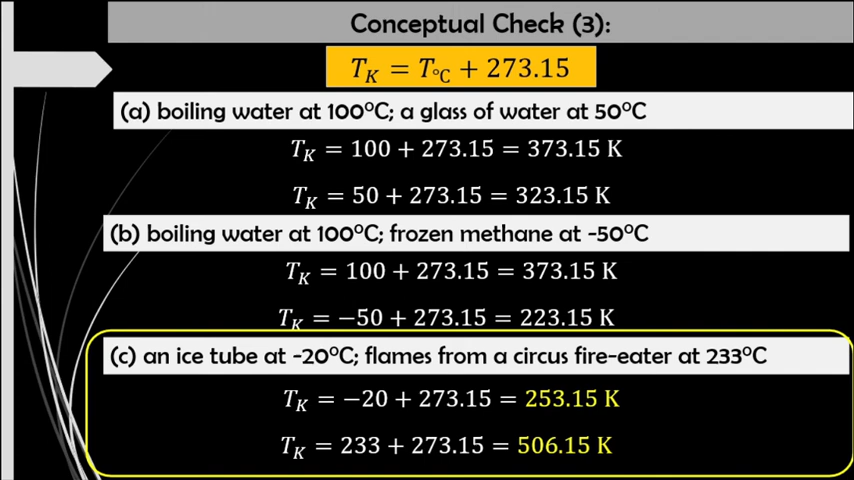 Conceptual Check (3):
T_K = T_°C + 273.15
(a) boiling water at 100°C; a glass of water at 50°C
T_K = 100 + 273.15 = 373.15 K
T_K = 50 + 273.15 = 323.15 K
(b) boiling water at 100°C; frozen methane at -50°C
T_K = 100 + 273.15 = 373.15 K
T_K = −50 + 273.15 = 223.15 K
(c) an ice tube at -20°C; flames from a circus fire-eater at 233°C
T_K = −20 + 273.15 = 253.15 K
T_K = 233 + 273.15 = 506.15 K